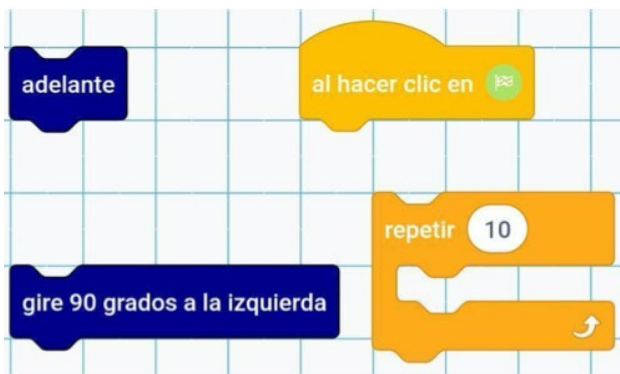 adelante
al hacer clic en
repetir 10
gire 90 grados a la izquierda